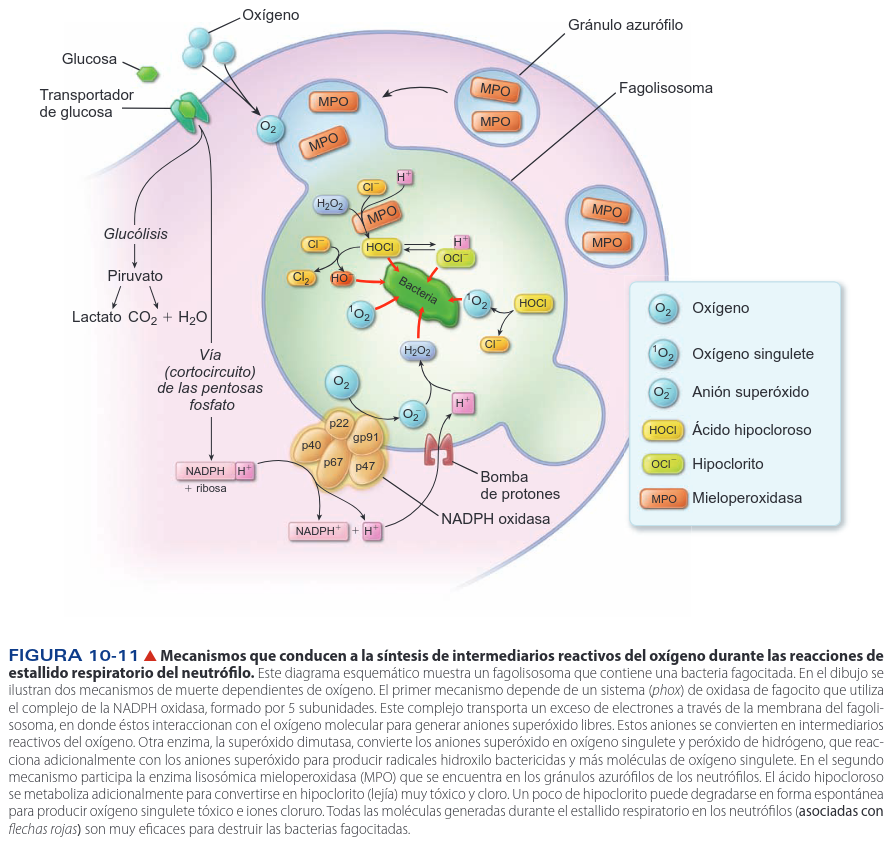 Oxígeno
Glucosa
Transportador
de glucosa
Gránulo azurófilo
Fagolisosoma
O₂
MPO
MPO
MPO
MPO
MPO
MPO
Cl⁻
H⁺
H₂O₂
MPO
Cl⁻
HOCl
H⁺
OCl⁻
Cl₂
HO⁻
Bacteria
¹O₂
¹O₂
HOCl
Cl⁻
H₂O₂
O₂
O₂⁻
H⁺
Glucólisis
Piruvato
Lactato CO₂ + H₂O
Vía
(cortocircuito)
de las pentosas
fosfato
p22
p40
gp91
p67
p47
NADPH H⁺
+ ribosa
NADPH⁺ + H⁺
Bomba
de protones
NADPH oxidasa
O₂ Oxígeno
¹O₂ Oxígeno singulete
O₂⁻ Anión superóxido
HOCl Ácido hipocloroso
OCl⁻ Hipoclorito
MPO Mieloperoxidasa
FIGURA 10-11 ▲ Mecanismos que conducen a la síntesis de intermediarios reactivos del oxígeno durante las reacciones de
estallido respiratorio del neutrófilo. Este diagrama esquemático muestra un fagolisosoma que contiene una bacteria fagocitada. En el dibujo se
ilustran dos mecanismos de muerte dependientes de oxígeno. El primer mecanismo depende de un sistema (phox) de oxidasa de fagocito que utiliza
el complejo de la NADPH oxidasa, formado por 5 subunidades. Este complejo transporta un exceso de electrones a través de la membrana del fagoli-
sosoma, en donde éstos interaccionan con el oxígeno molecular para generar aniones superóxido libres. Estos aniones se convierten en intermediarios
reactivos del oxígeno. Otra enzima, la superóxido dimutasa, convierte los aniones superóxido en oxígeno singulete y peróxido de hidrógeno, que reac-
ciona adicionalmente con los aniones superóxido para producir radicales hidroxilo bactericidas y más moléculas de oxígeno singulete. En el segundo
mecanismo participa la enzima lisosómica mieloperoxidasa (MPO) que se encuentra en los gránulos azurófilos de los neutrófilos. El ácido hipocloroso
se metaboliza adicionalmente para convertirse en hipoclorito (lejía) muy tóxico y cloro. Un poco de hipoclorito puede degradarse en forma espontánea
para producir oxígeno singulete tóxico e iones cloruro. Todas las moléculas generadas durante el estallido respiratorio en los neutrófilos (asociadas con
flechas rojas) son muy eficaces para destruir las bacterias fagocitadas.